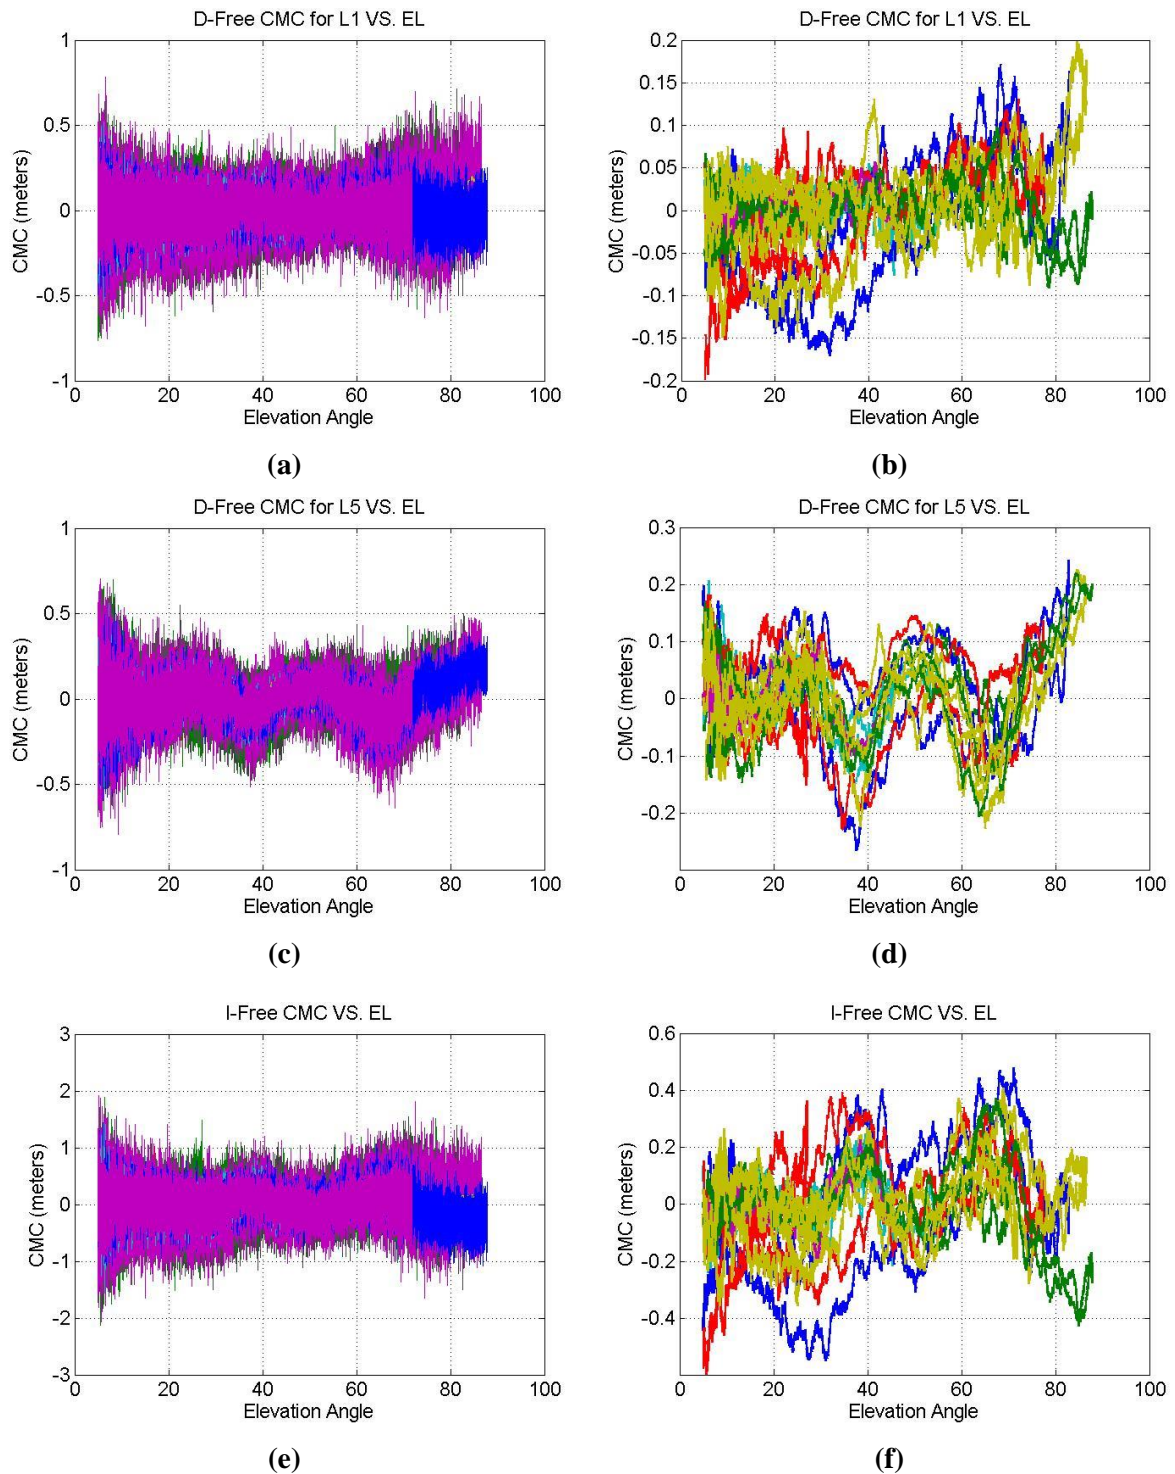 D-Free CMC for L1 VS. EL
CMC (meters)
1
0.5
0
-0.5
-1
0 20 40 60 80 100
Elevation Angle
(a)
D-Free CMC for L1 VS. EL
CMC (meters)
0.2
0.15
0.1
0.05
0
-0.05
-0.1
-0.15
-0.2
0 20 40 60 80 100
Elevation Angle
(b)
D-Free CMC for L5 VS. EL
CMC (meters)
1
0.5
0
-0.5
-1
0 20 40 60 80 100
Elevation Angle
(c)
D-Free CMC for L5 VS. EL
CMC (meters)
0.3
0.2
0.1
0
-0.1
-0.2
0 20 40 60 80 100
Elevation Angle
(d)
I-Free CMC VS. EL
CMC (meters)
3
2
1
0
-1
-2
-3
0 20 40 60 80 100
Elevation Angle
(e)
I-Free CMC VS. EL
CMC (meters)
0.6
0.4
0.2
0
-0.2
-0.4
0 20 40 60 80 100
Elevation Angle
(f)